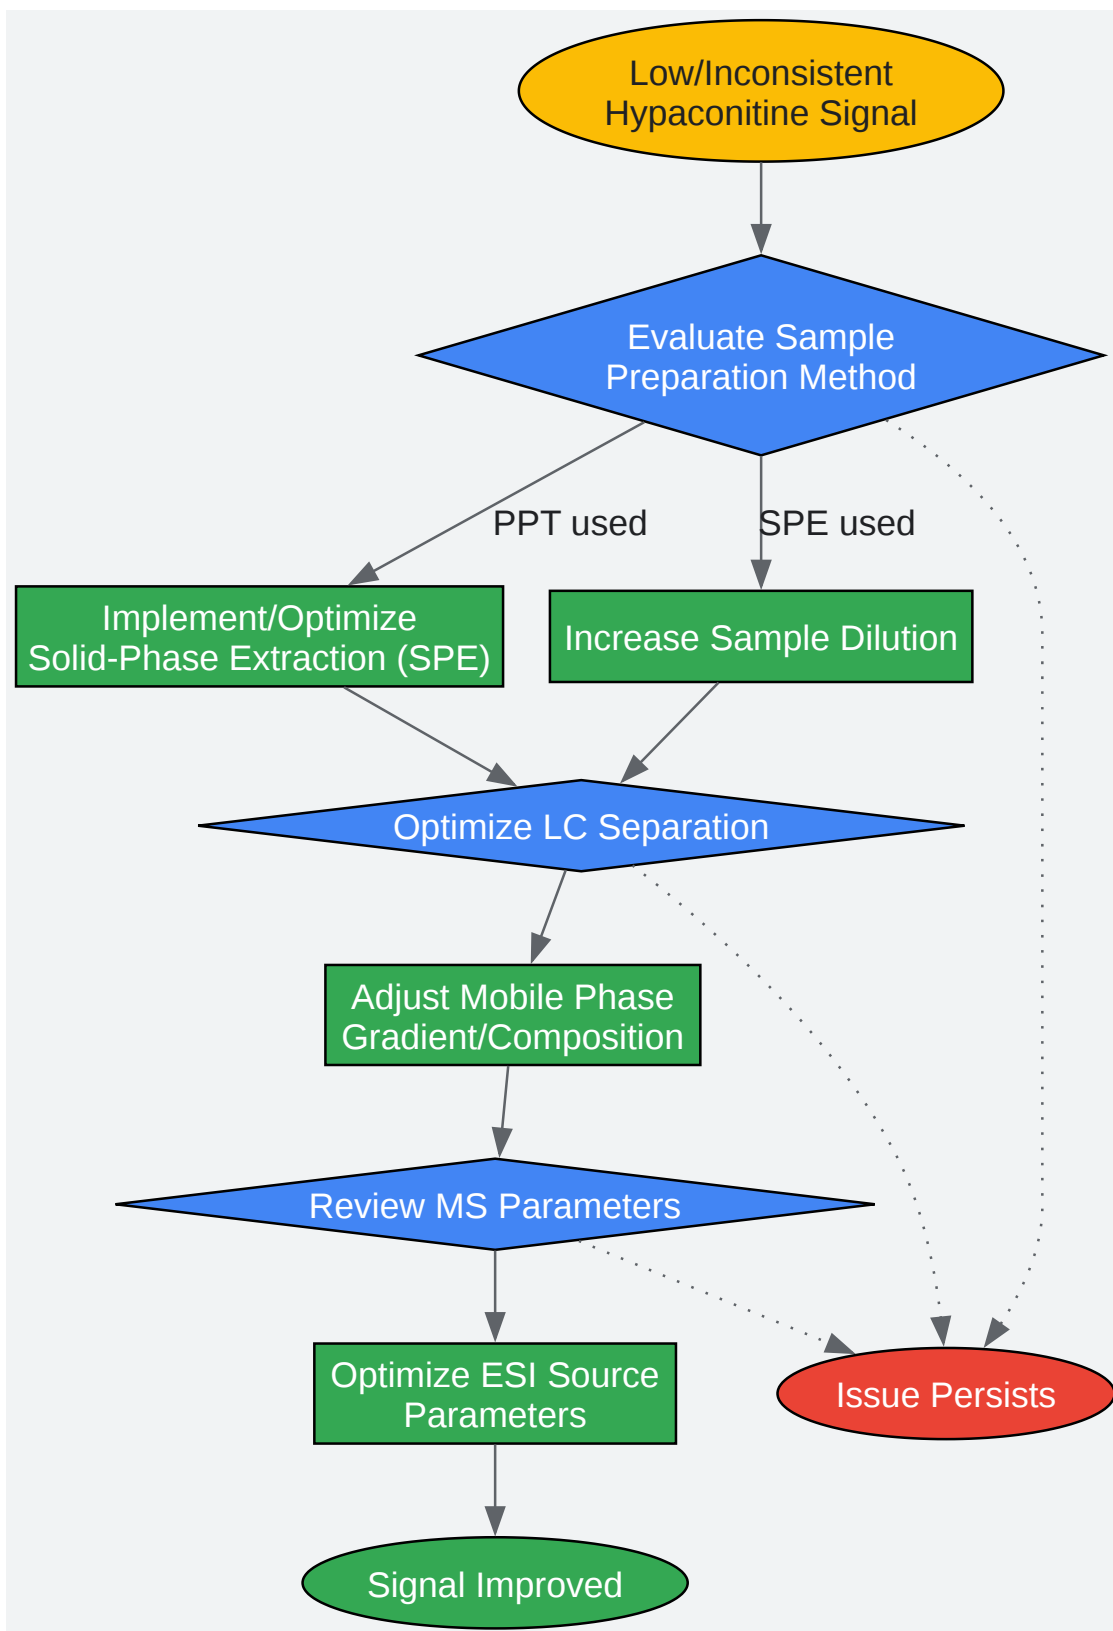 Low/Inconsistent
Hypaconitine Signal
Evaluate Sample
Preparation Method
PPT used
SPE used
Implement/Optimize
Solid-Phase Extraction (SPE)
Increase Sample Dilution
Optimize LC Separation
Adjust Mobile Phase
Gradient/Composition
Review MS Parameters
Optimize ESI Source
Parameters
Issue Persists
Signal Improved